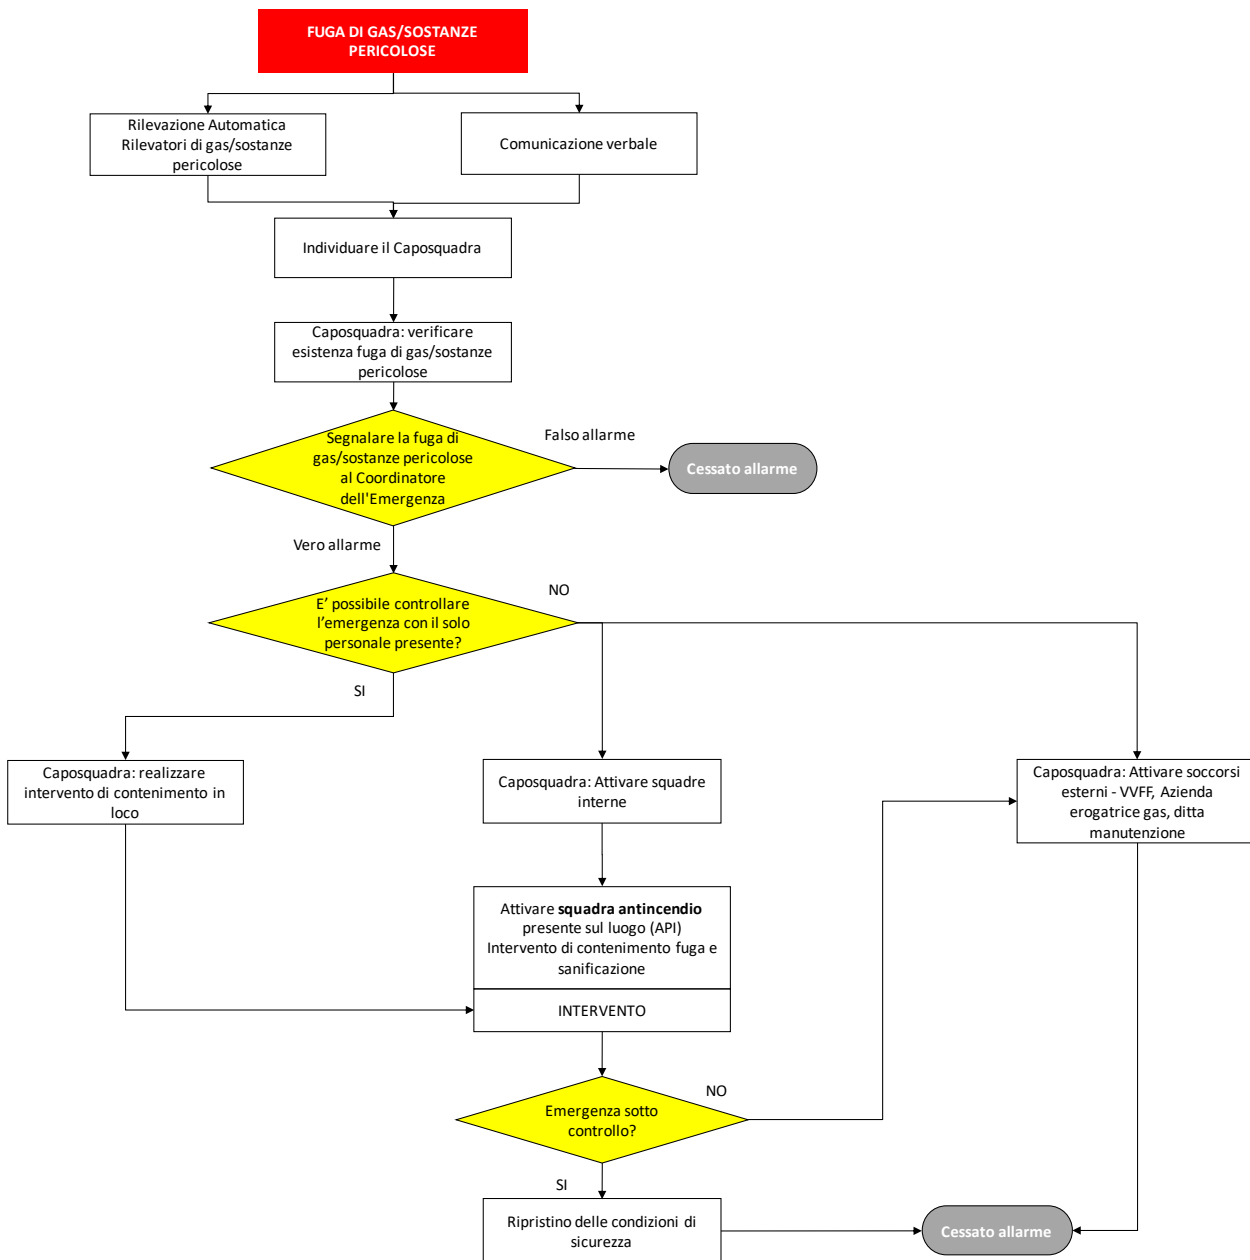 FUGA DI GAS/SOSTANZE
PERICOLOSE
Rilevazione Automatica
Rilevatori di gas/sostanze
pericolose
Comunicazione verbale
Individuare il Caposquadra
Caposquadra: verificare
esistenza fuga di gas/sostanze
pericolose
Segnalare la fuga di
gas/sostanze pericolose
al Coordinatore
dell'Emergenza
Falso allarme
Cessato allarme
Vero allarme
E’ possibile controllare
l’emergenza con il solo
personale presente?
NO
SI
Caposquadra: realizzare
intervento di contenimento in
loco
Caposquadra: Attivare squadre
interne
Caposquadra: Attivare soccorsi
esterni - VVFF, Azienda
erogatrice gas, ditta
manutenzione
Attivare squadra antincendio
presente sul luogo (API)
Intervento di contenimento fuga e
sanificazione
INTERVENTO
Emergenza sotto
controllo?
NO
SI
Ripristino delle condizioni di
sicurezza
Cessato allarme